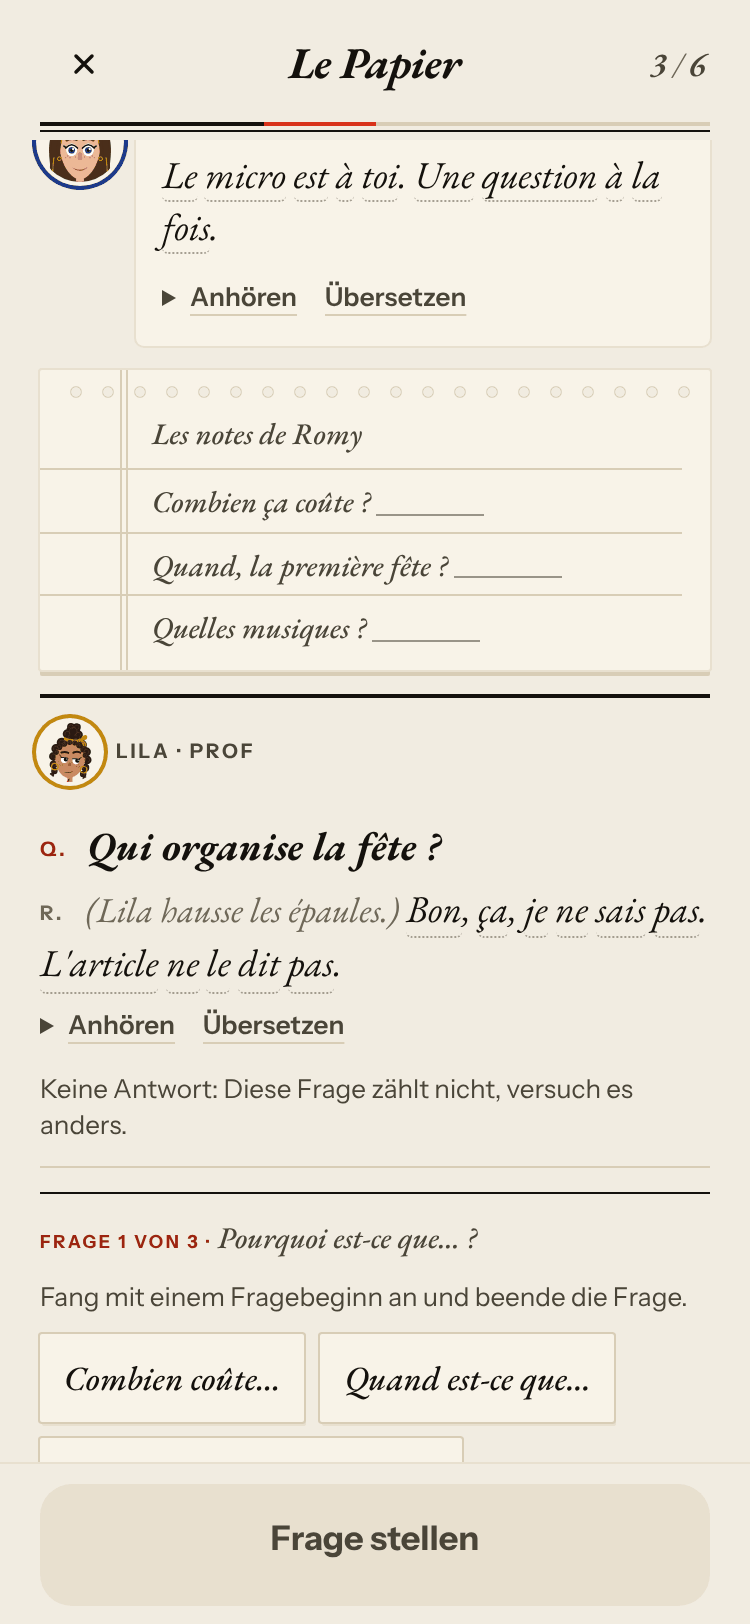 Le Papier
3 / 6
Le micro est à toi. Une question à la
fois.
Anhören Übersetzen
Les notes de Romy
Combien ça coûte ?
Quand, la première fête ?
Quelles musiques ?
LILA · PROF
Q. Qui organise la fête ?
R. (Lila hausse les épaules.) Bon, ça, je ne sais pas.
L'article ne le dit pas.
Anhören Übersetzen
Keine Antwort: Diese Frage zählt nicht, versuch es
anders.
FRAGE 1 VON 3 · Pourquoi est-ce que... ?
Fang mit einem Fragebeginn an und beende die Frage.
Combien coûte... Quand est-ce que...
Frage stellen